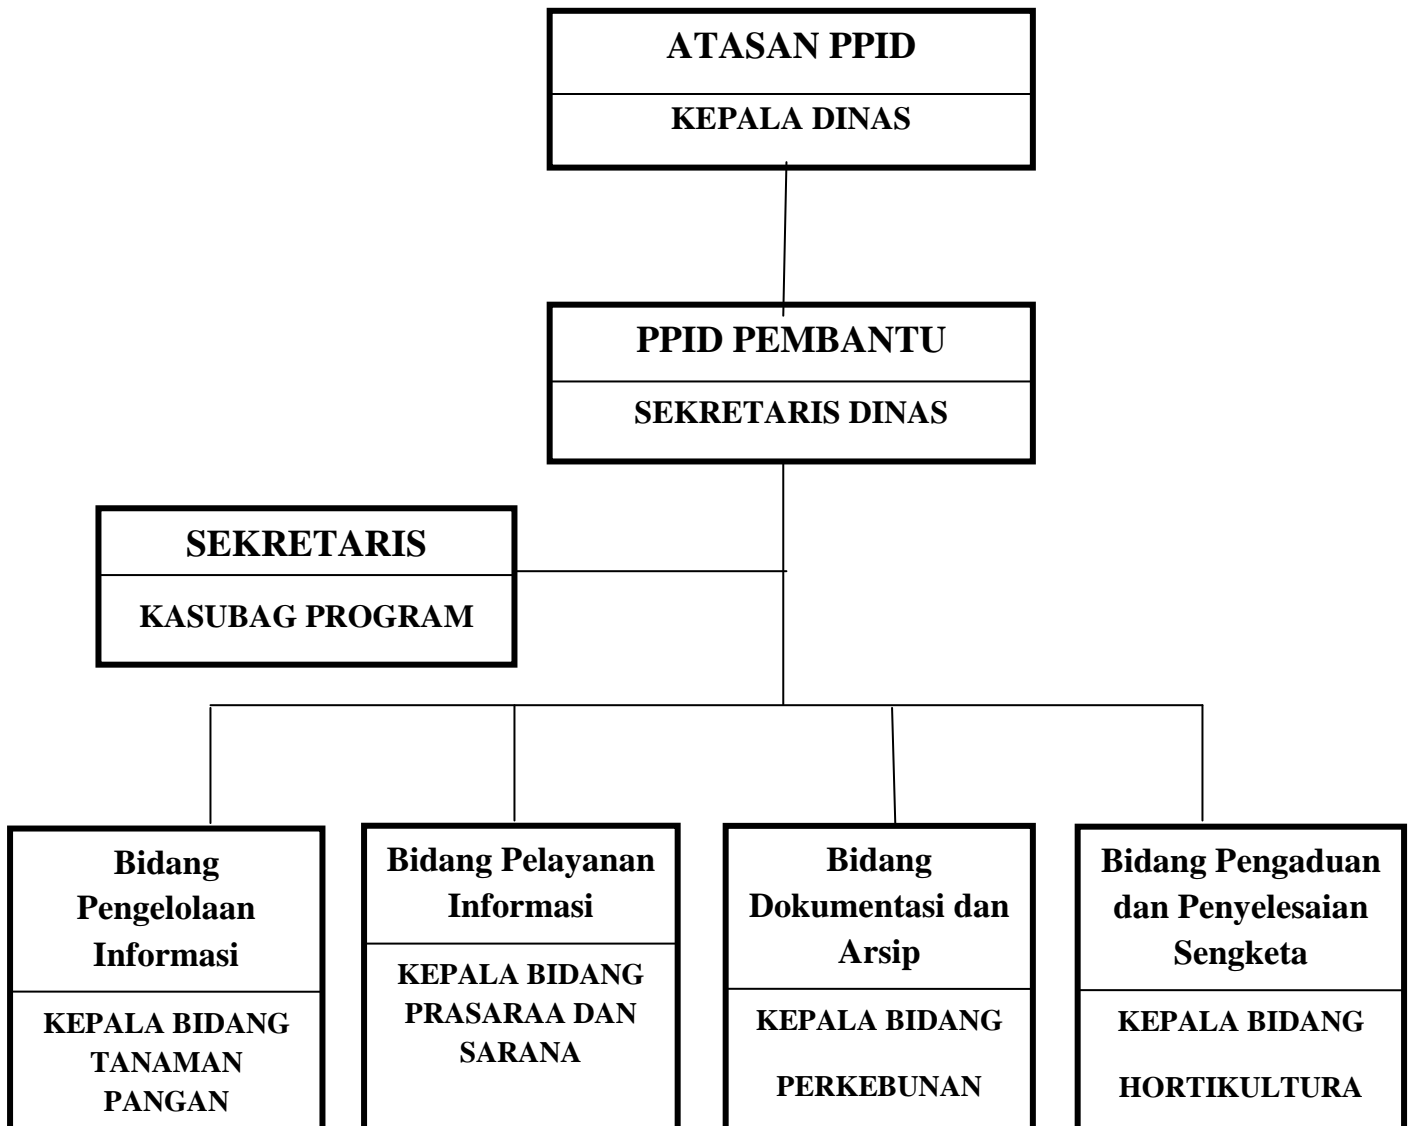 ATASAN PPID
KEPALA DINAS
PPID PEMBANTU
SEKRETARIS DINAS
SEKRETARIS
KASUBAG PROGRAM
Bidang
Pengelolaan
Informasi
KEPALA BIDANG
TANAMAN
PANGAN
Bidang Pelayanan
Informasi
KEPALA BIDANG
PRASARAA DAN
SARANA
Bidang
Dokumentasi dan
Arsip
KEPALA BIDANG
PERKEBUNAN
Bidang Pengaduan
dan Penyelesaian
Sengketa
KEPALA BIDANG
HORTIKULTURA